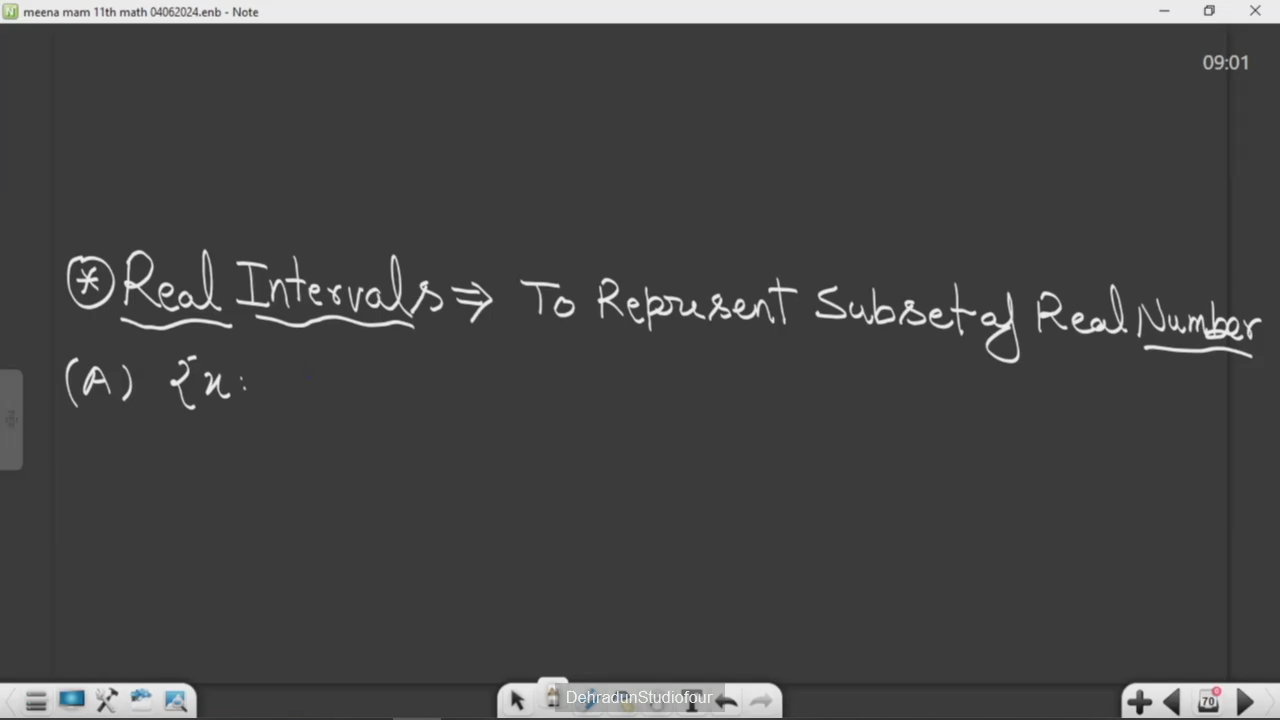 meena mam 11th math 04062024.enb - Note
09:01
* Real Intervals ⇒ To Represent Subset of Real Number
(A) {x:
DehradunStudiofour
70